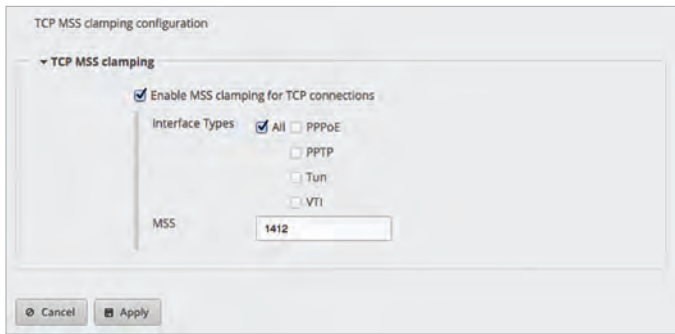 TCP MSS clamping configuration
TCP MSS clamping
Enable MSS clamping for TCP connections
Interface Types All PPPoE
PPTP
Tun
VTI
MSS 1412
Cancel Apply